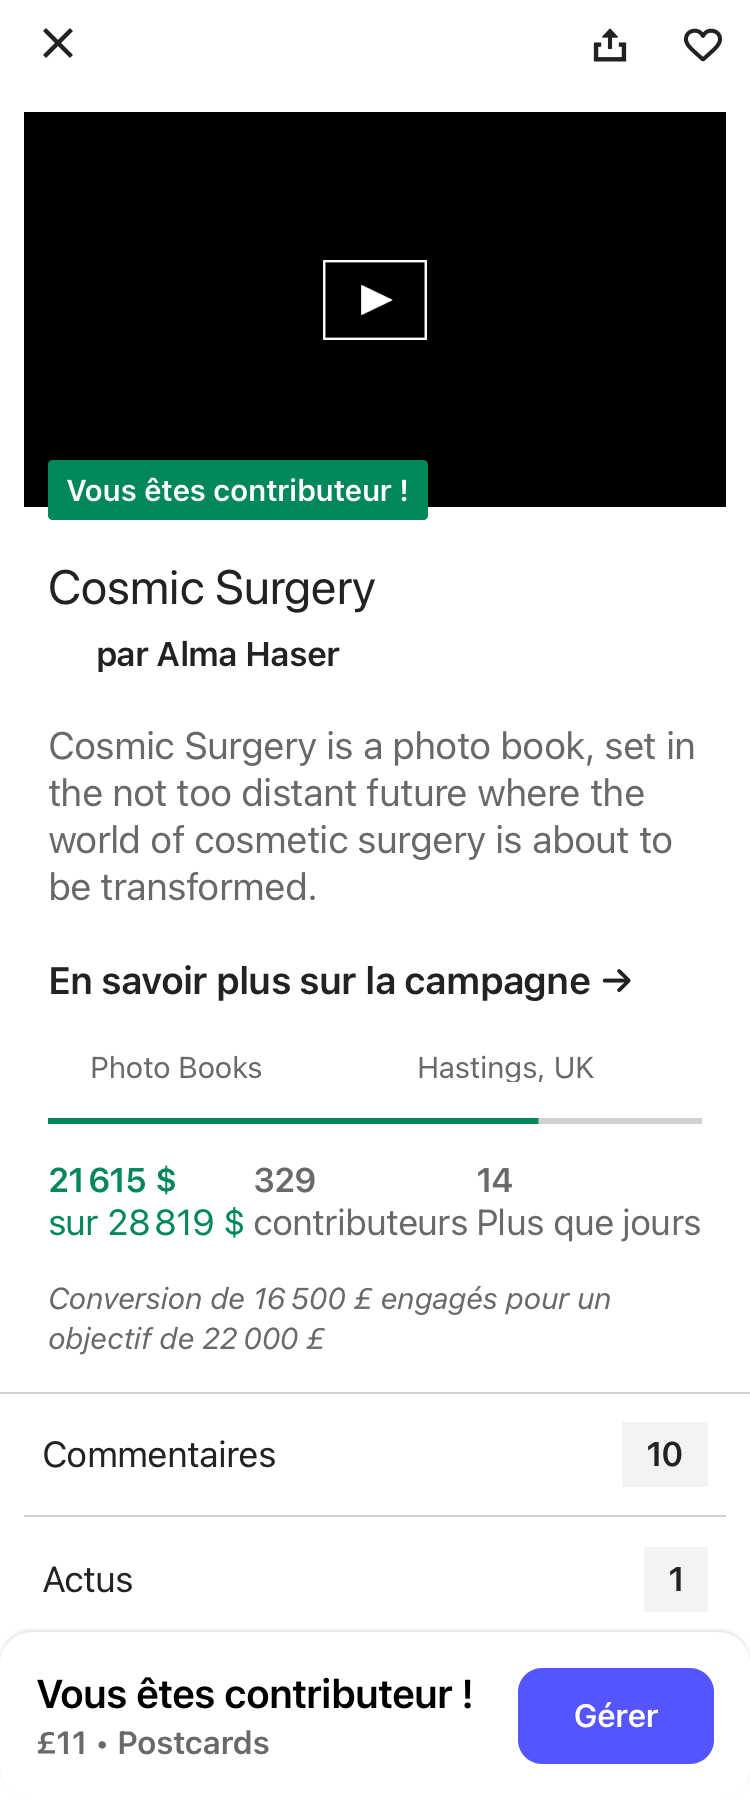 Vous êtes contributeur !
Cosmic Surgery
par Alma Haser
Cosmic Surgery is a photo book, set in
the not too distant future where the
world of cosmetic surgery is about to
be transformed.
En savoir plus sur la campagne →
Photo Books
Hastings, UK
21 615 $
sur 28 819 $
329
contributeurs
14
Plus que jours
Conversion de 16 500 £ engagés pour un
objectif de 22 000 £
Commentaires
10
Actus
1
Vous êtes contributeur !
£11 • Postcards
Gérer